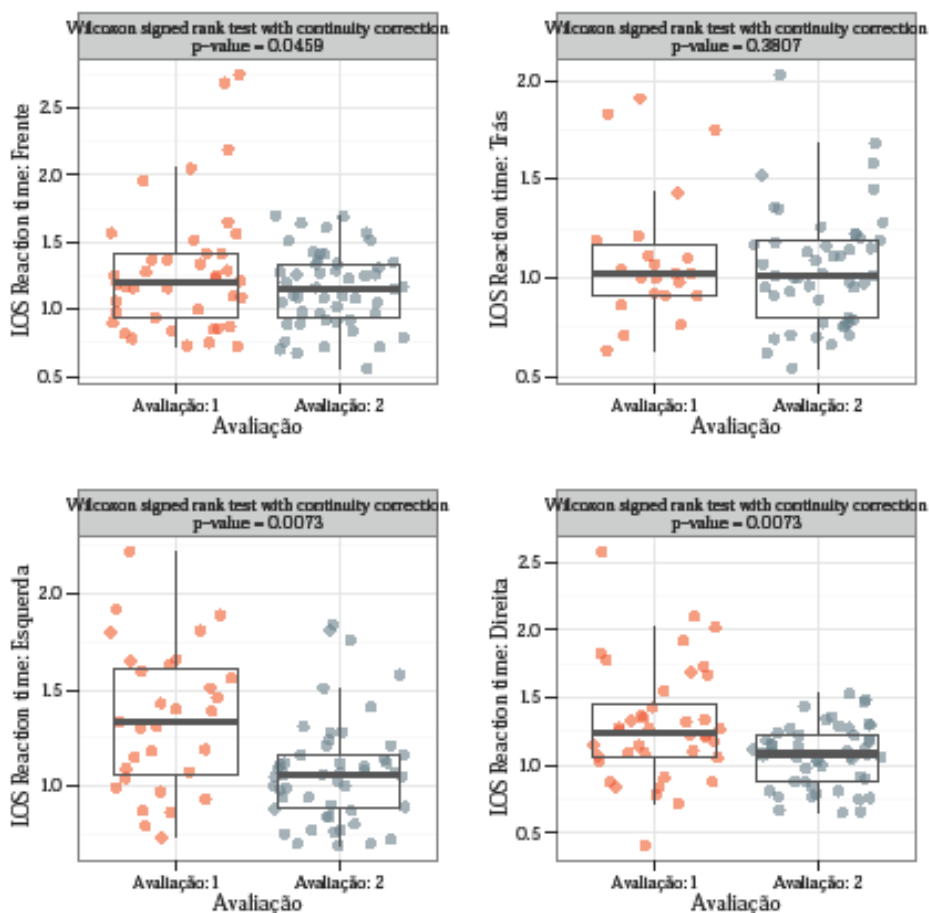 Wilcoxon signed rank test with continuity correction
p-value = 0.0459
LOS Reaction time: Frente
2.5
2.0
1.5
1.0
0.5
Avaliação: 1
Avaliação: 2
Avaliação
Wilcoxon signed rank test with continuity correction
p-value = 0.3807
LOS Reaction time: Trás
2.0
1.5
1.0
0.5
Avaliação: 1
Avaliação: 2
Avaliação
Wilcoxon signed rank test with continuity correction
p-value = 0.0073
LOS Reaction time: Esquerda
2.0
1.5
1.0
Avaliação: 1
Avaliação: 2
Avaliação
Wilcoxon signed rank test with continuity correction
p-value = 0.0073
LOS Reaction time: Direita
2.5
2.0
1.5
1.0
0.5
Avaliação: 1
Avaliação: 2
Avaliação